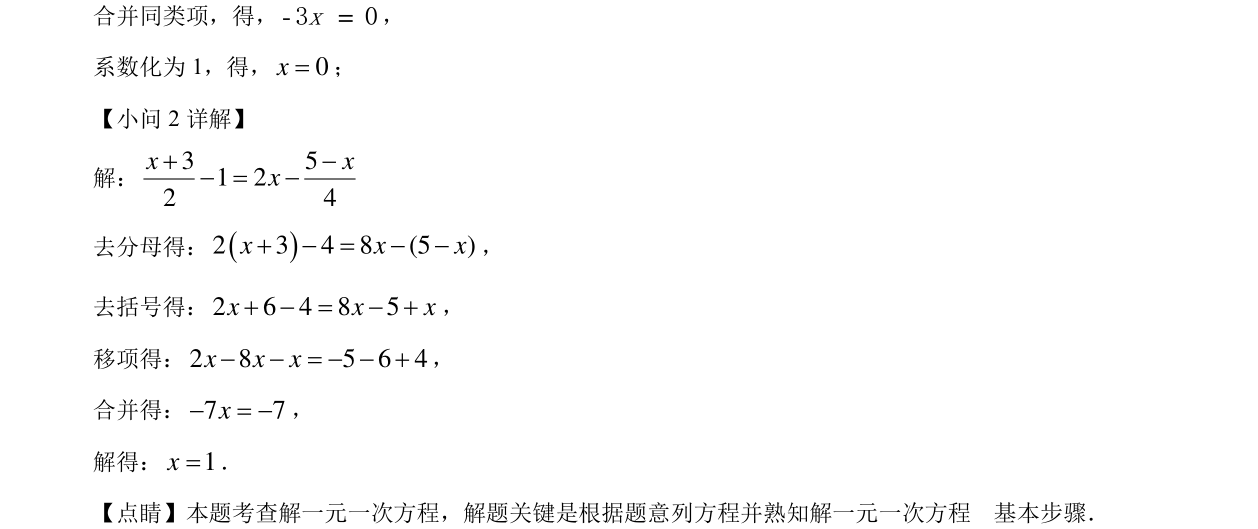 合并同类项，得，-3x = 0，
系数化为 1，得，x=0；
【小问 2 详解】
解：\frac{x+3}{2}-1=2x-\frac{5-x}{4}
去分母得：2(x+3)-4=8x-(5-x)，
去括号得：2x+6-4=8x-5+x，
移项得：2x-8x-x=-5-6+4，
合并得：-7x=-7，
解得：x=1．
【点睛】本题考查解一元一次方程，解题关键是根据题意列方程并熟知解一元一次方程 基本步骤．